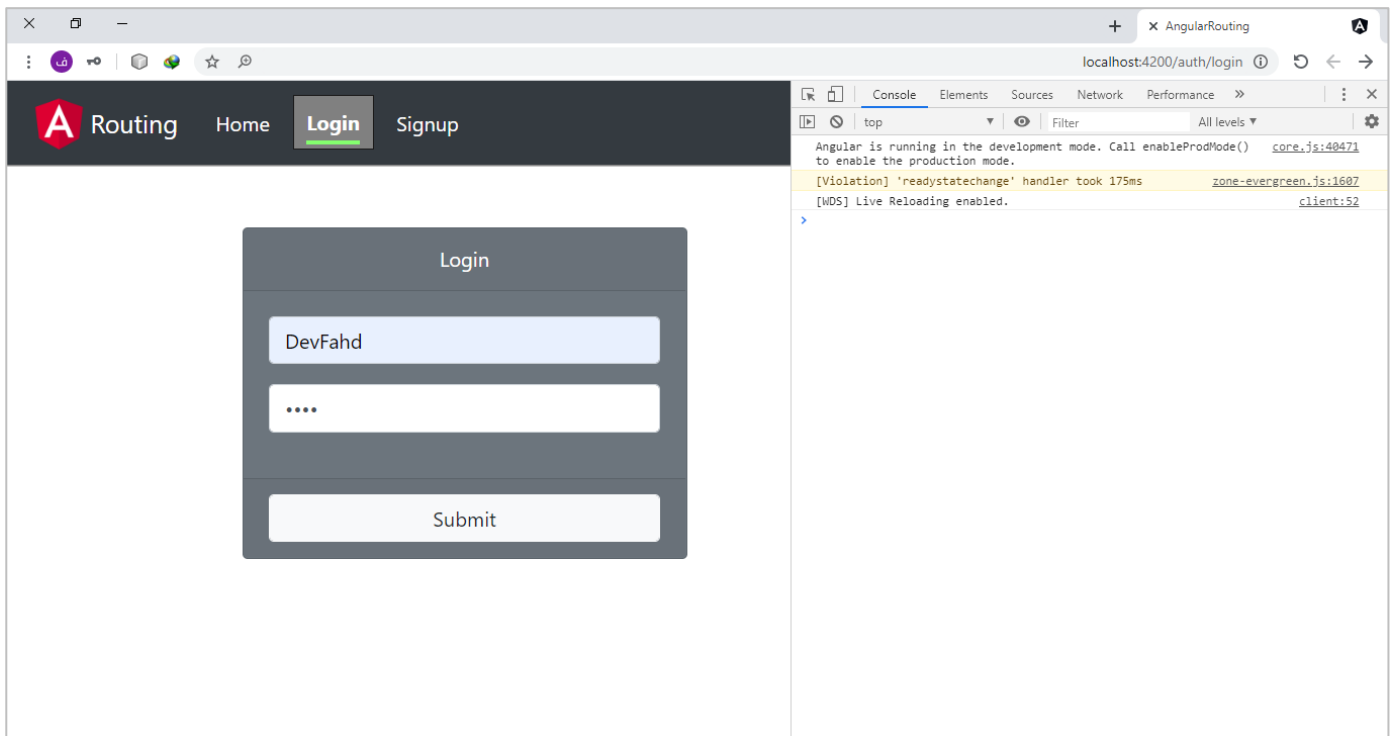 AngularRouting
ف
localhost:4200/auth/login
Routing Home Login Signup
Login
DevFahd
••••
Submit
Console Elements Sources Network Performance »
top Filter All levels
Angular is running in the development mode. Call enableProdMode() core.js:40471
to enable the production mode.
[Violation] 'readystatechange' handler took 175ms zone-evergreen.js:1607
[WDS] Live Reloading enabled. client:52
>